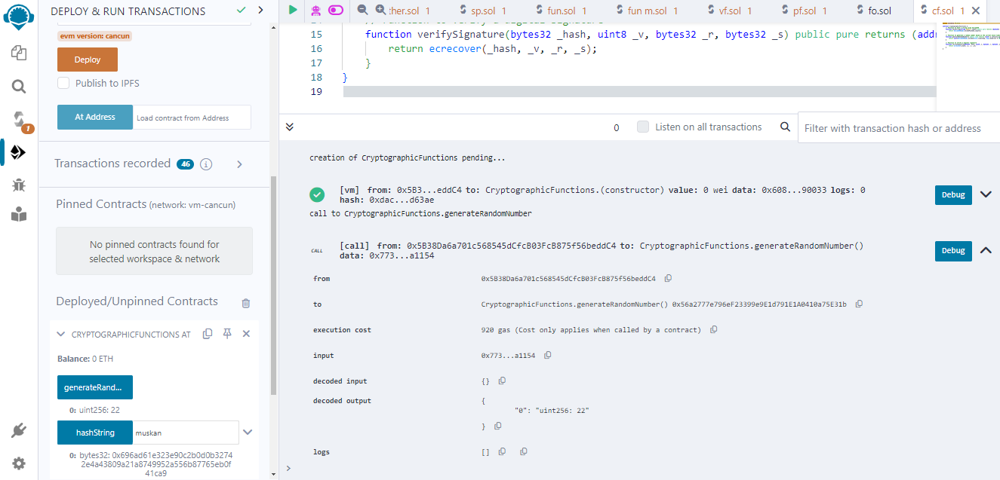 DEPLOY & RUN TRANSACTIONS
evm version: cancun
Deploy
Publish to IPFS
At Address
Load contract from Address
Transactions recorded 46 i
Pinned Contracts (network: vm-cancun)
No pinned contracts found for
selected workspace & network
Deployed/Unpinned Contracts
CRYPTOGRAPHICFUNCTIONS AT
Balance: 0 ETH
generateRand...
0: uint256: 22
hashString
muskan
0: bytes32: 0x696ad61e323e90c2b0d0b3274
2e4a43809a21a8749952a556b87765eb0f
41ca9
1
:her.sol 1
sp.sol 1
fun.sol 1
fun m.sol 1
vf.sol 1
pf.sol 1
fo.sol
cf.sol 1
15 function verifySignature(bytes32 _hash, uint8 _v, bytes32 _r, bytes32 _s) public pure returns (addr
16 return ecrecover(_hash, _v, _r, _s);
17 }
18 }
19
0
Listen on all transactions
Filter with transaction hash or address
creation of CryptographicFunctions pending...
[vm] from: 0x5B3...eddC4 to: CryptographicFunctions.(constructor) value: 0 wei data: 0x608...90033 logs: 0
hash: 0xdac...d63ae
Debug
call to CryptographicFunctions.generateRandomNumber
CALL
[call] from: 0x5B38Da6a701c568545dCfcB03FcB875f56beddC4 to: CryptographicFunctions.generateRandomNumber()
data: 0x773...a1154
Debug
from 0x5B38Da6a701c568545dCfcB03FcB875f56beddC4
to CryptographicFunctions.generateRandomNumber() 0x56a2777e796eF23399e9E1d791E1A0410a75E31b
execution cost 920 gas (Cost only applies when called by a contract)
input 0x773...a1154
decoded input {}
decoded output {
"0": "uint256: 22"
}
logs []